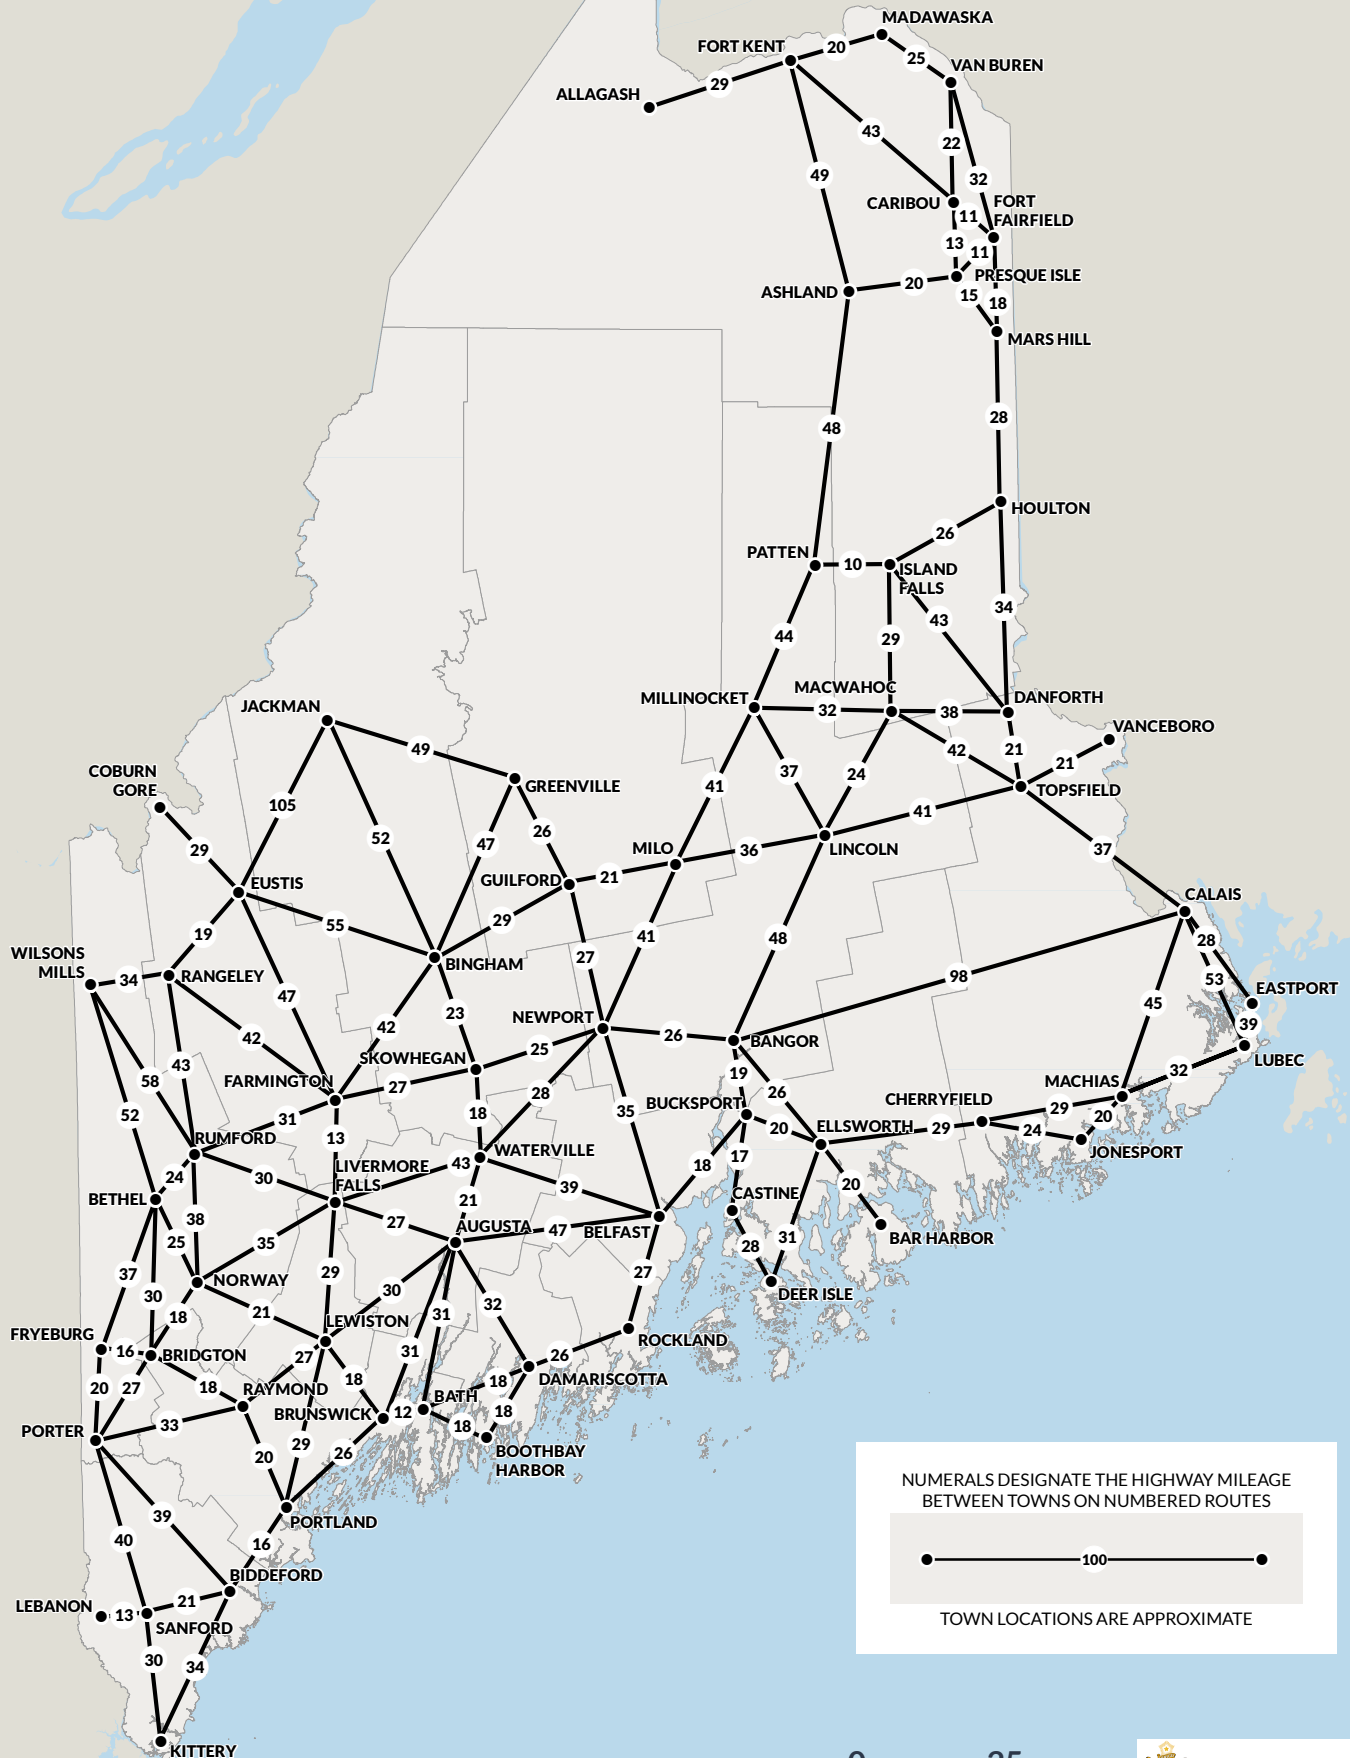 MADAWASKA
FORT KENT
20
25
VAN BUREN
29
ALLAGASH
43
22
49
32
CARIBOU
FORT
FAIRFIELD
11
13
11
PRESQUE ISLE
20
ASHLAND
15
18
MARS HILL
28
48
HOULTON
26
PATTEN
10
ISLAND
FALLS
34
43
44
29
MILLINOCKET
MACWAHOC
DANFORTH
32
38
VANCEBORO
JACKMAN
49
42
21
21
COBURN
GORE
GREENVILLE
41
37
24
TOPSFIELD
105
41
52
47
26
29
MILO
36
LINCOLN
37
EUSTIS
GUILFORD
21
CALAIS
55
29
19
41
48
28
WILSONS
MILLS
34
RANGELEY
BINGHAM
27
98
53
EASTPORT
47
45
23
NEWPORT
39
42
42
26
BANGOR
LUBEC
SKOWHEGAN
25
43
32
58
FARMINGTON
27
28
19
MACHIAS
26
52
31
18
35
BUCKSPORT
CHERRYFIELD
29
20
RUMFORD
13
20
ELLSWORTH
29
24
JONESPORT
24
30
LIVERMORE
FALLS
43
WATERVILLE
18
17
BETHEL
39
20
CASTINE
38
27
21
AUGUSTA
47
BELFAST
BAR HARBOR
25
35
28
31
37
29
27
NORWAY
30
DEER ISLE
30
18
21
31
32
FRYEBURG
LEWISTON
ROCKLAND
16
BRIDGTON
27
31
26
20
27
18
18
18
DAMARISCOTTA
RAYMOND
BATH
33
BRUNSWICK
12
18
18
PORTER
BOOTHBAY
HARBOR
20
29
26
39
PORTLAND
40
16
BIDDEFORD
21
LEBANON
13
SANFORD
30
34
KITTERY
NUMERALS DESIGNATE THE HIGHWAY MILEAGE
BETWEEN TOWNS ON NUMBERED ROUTES
100
TOWN LOCATIONS ARE APPROXIMATE